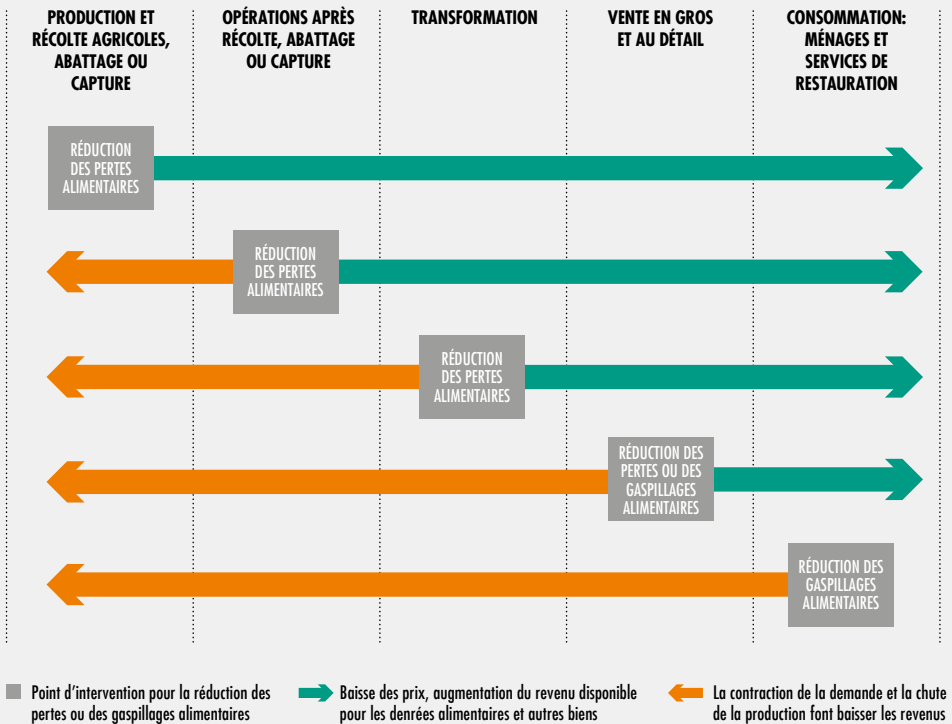 PRODUCTION ET
RÉCOLTE AGRICOLES,
ABATTAGE OU
CAPTURE
OPÉRATIONS APRÈS
RÉCOLTE, ABATTAGE
OU CAPTURE
TRANSFORMATION
VENTE EN GROS
ET AU DÉTAIL
CONSOMMATION:
MÉNAGES ET
SERVICES DE
RESTAURATION
RÉDUCTION
DES PERTES
ALIMENTAIRES
RÉDUCTION
DES PERTES
ALIMENTAIRES
RÉDUCTION
DES PERTES
ALIMENTAIRES
RÉDUCTION DES
PERTES OU DES
GASPILLAGES
ALIMENTAIRES
RÉDUCTION DES
GASPILLAGES
ALIMENTAIRES
Point d’intervention pour la réduction des
pertes ou des gaspillages alimentaires
Baisse des prix, augmentation du revenu disponible
pour les denrées alimentaires et autres biens
La contraction de la demande et la chute
de la production font baisser les revenus